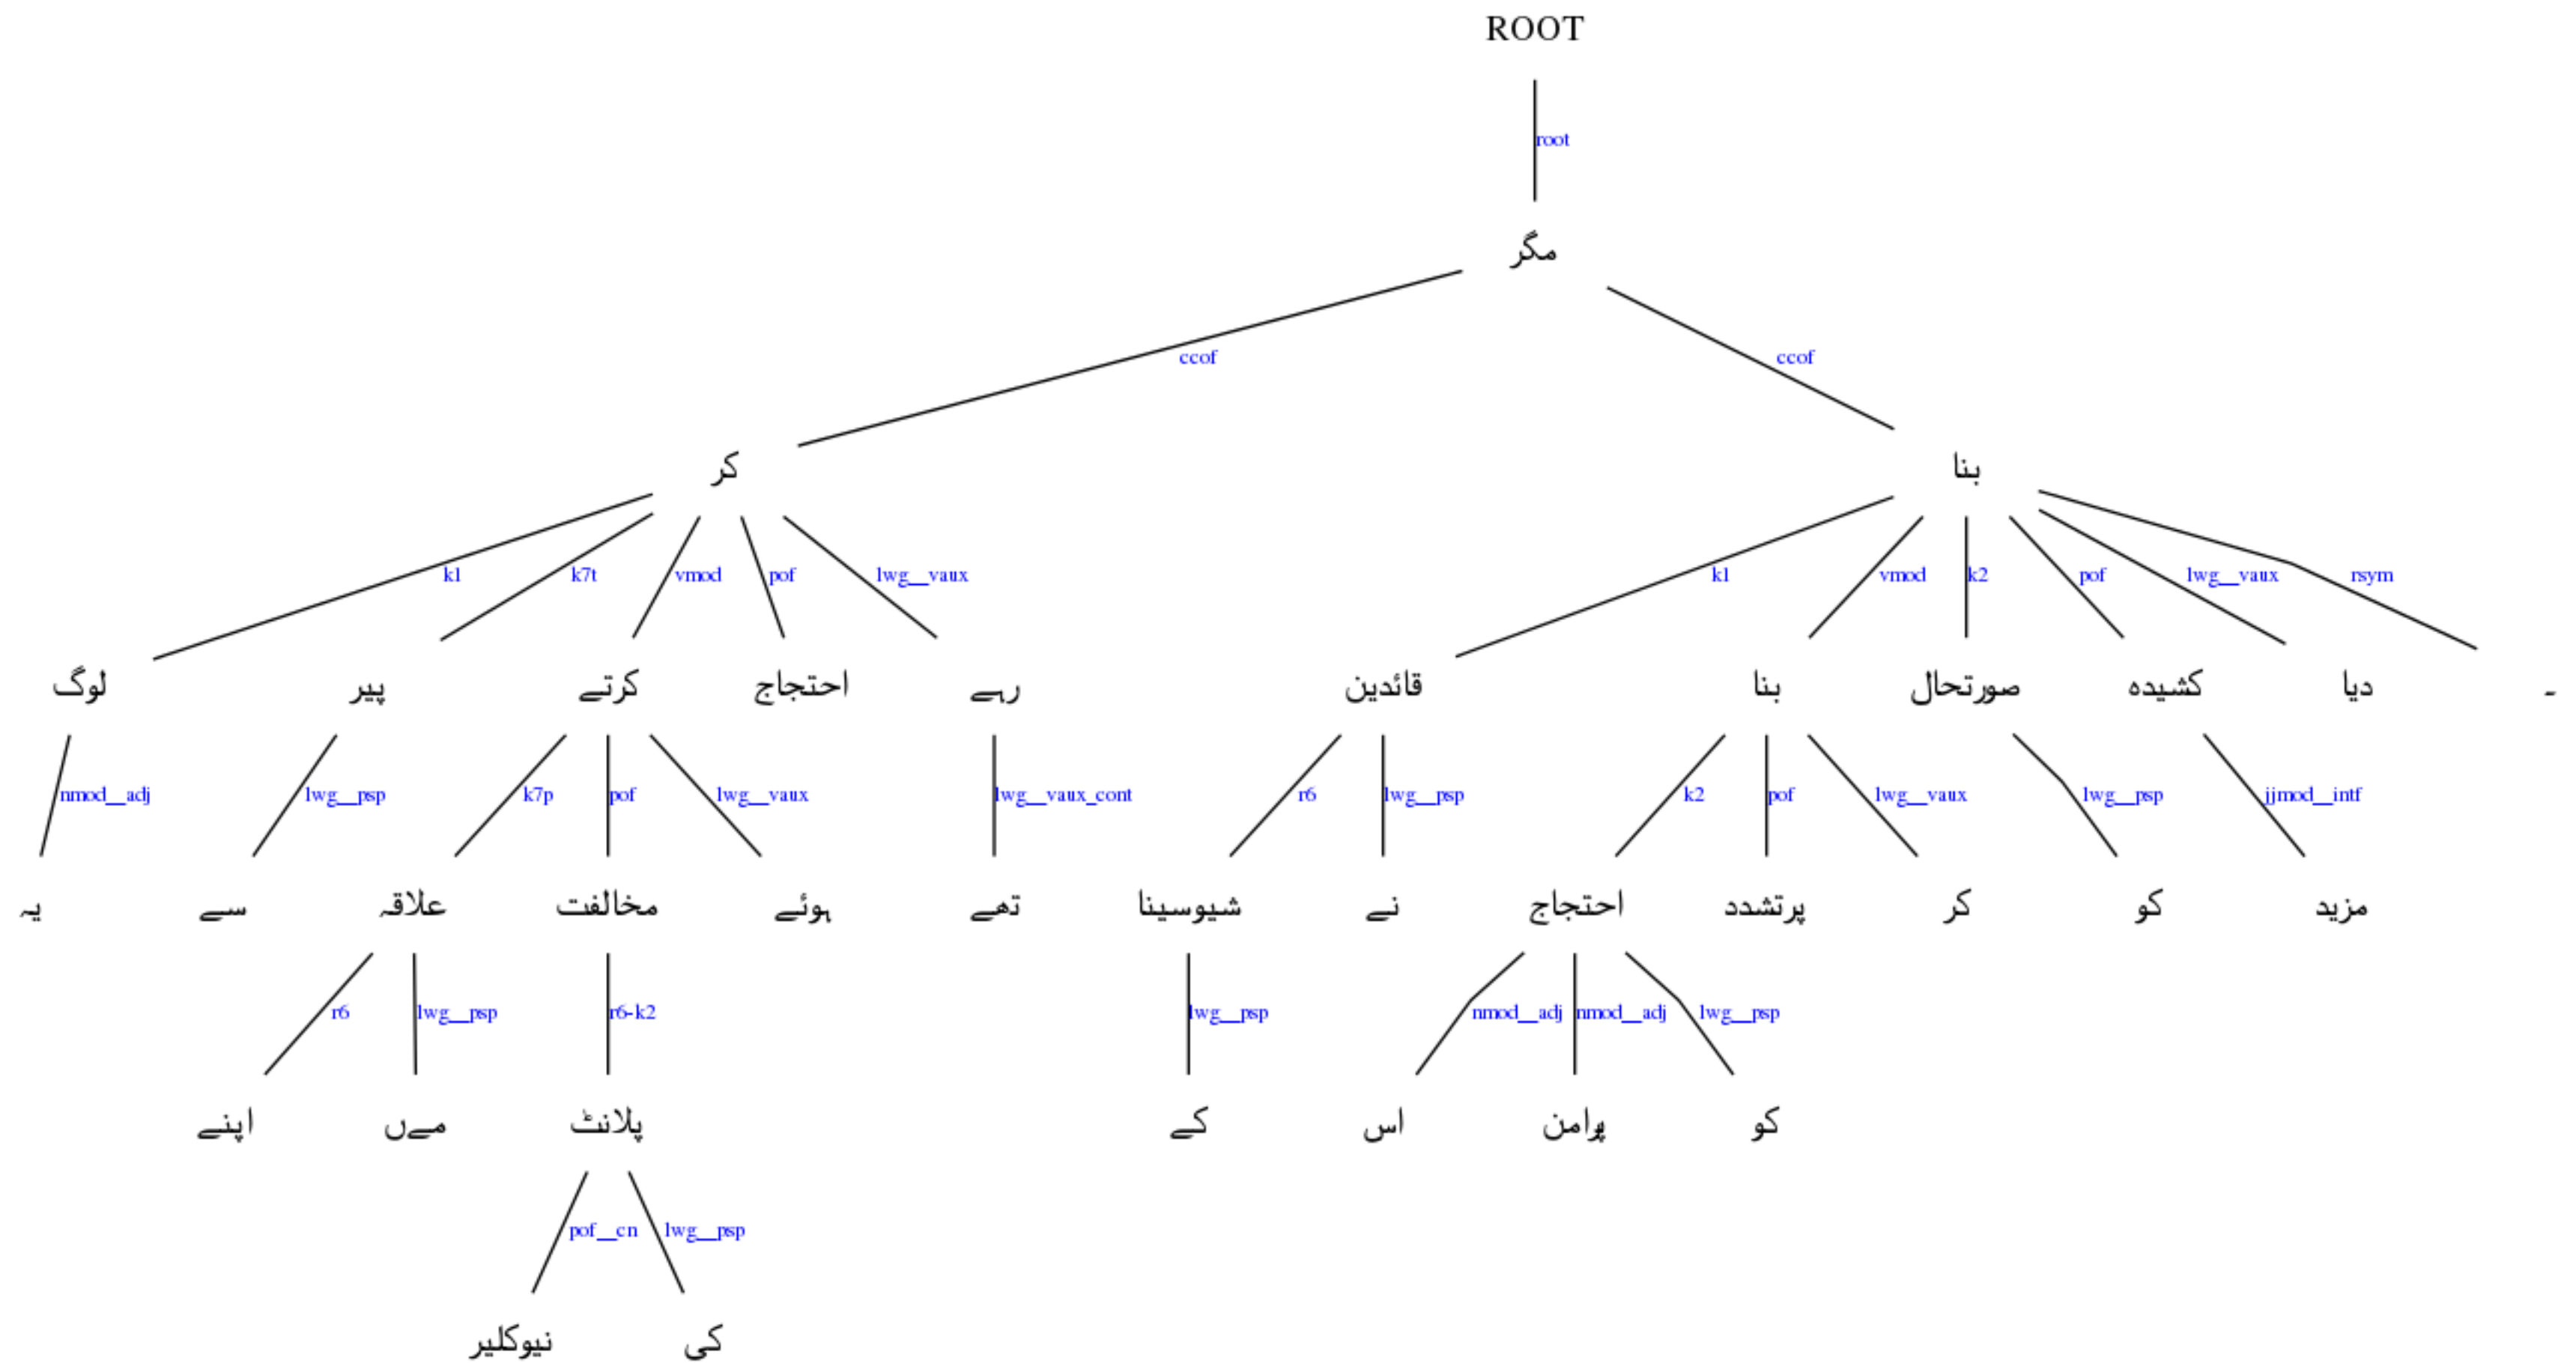 ROOT
root
مگر
ccof ccof
کر بنا
k1 k7t vmod pof lwg__vaux k1 vmod k2 pof lwg__vaux rsym
لوگ پیر کرتے احتجاج رہے قائدین بنا صورتحال کشیدہ دیا ۔
nmod__adj lwg__psp k7p pof lwg__vaux lwg__vaux_cont r6 lwg__psp k2 pof lwg__vaux lwg__psp jjmod__intf
یہ سے علاقہ مخالفت ہوئے تھے شیوسینا نے احتجاج پرتشدد کر کو مزید
r6 lwg__psp r6-k2 lwg__psp nmod__adj nmod__adj lwg__psp
اپنے مےں پلانٹ کے اس پرامن کو
pof__cn lwg__psp
نیوکلیر کی